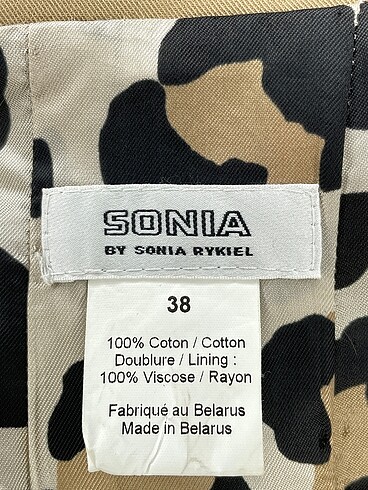 SONIA
BY SONIA RYKIEL
38
100% Coton / Cotton
Doublure / Lining :
100% Viscose / Rayon
Fabriqué au Belarus
Made in Belarus